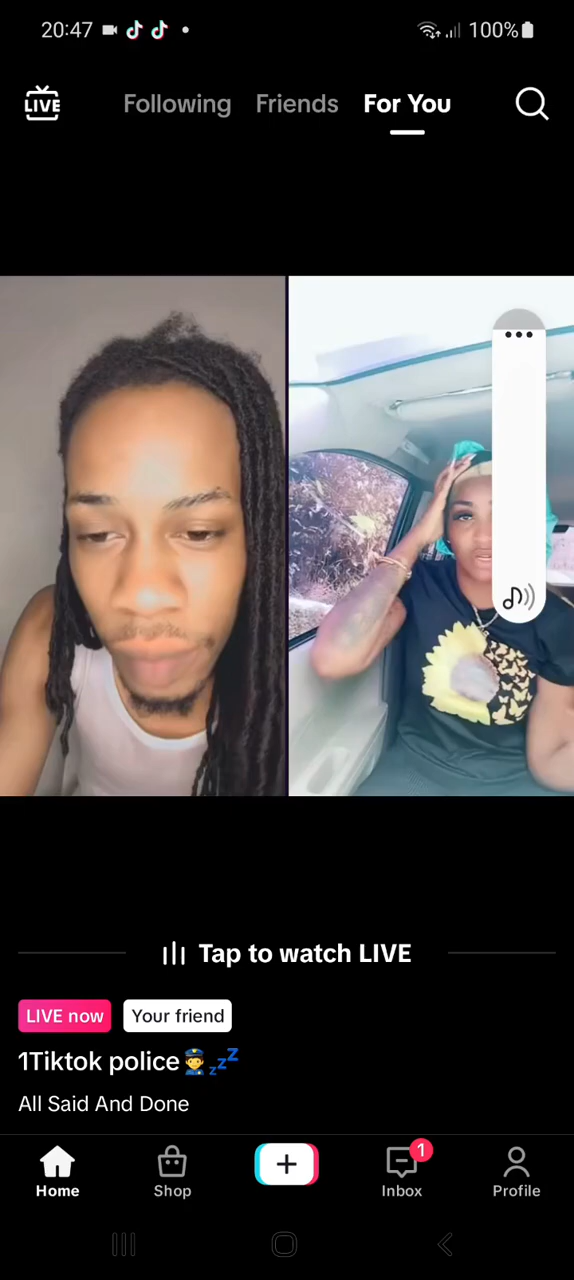 20:47 100%
LIVE Following Friends For You
Tap to watch LIVE
LIVE now Your friend
1Tiktok police👮💤
All Said And Done
1
Home Shop Inbox Profile